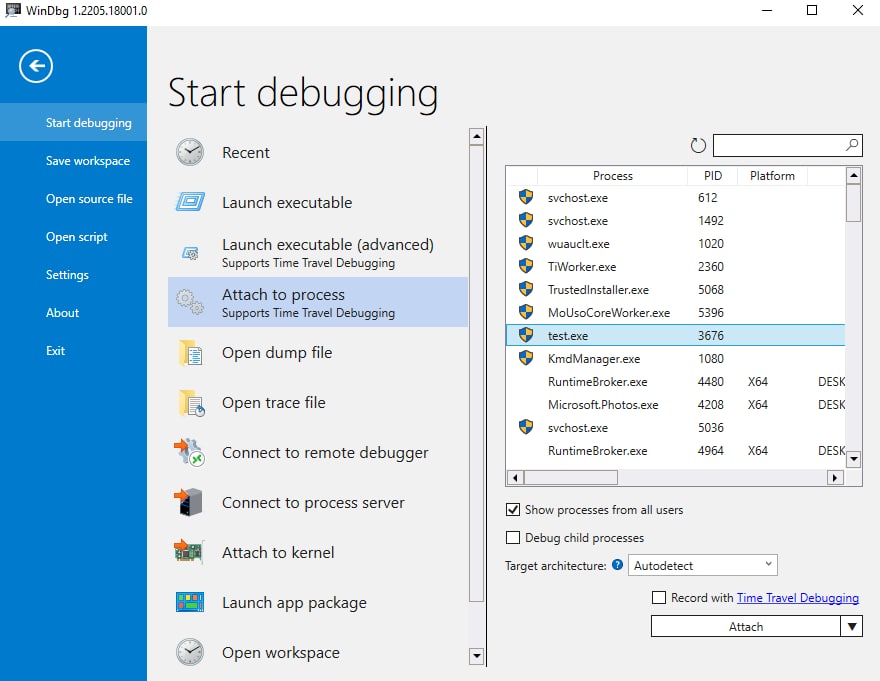 WinDbg 1.2205.18001.0
Start debugging
Save workspace
Open source file
Open script
Settings
About
Exit
Start debugging
Recent
Launch executable
Launch executable (advanced)
Supports Time Travel Debugging
Attach to process
Supports Time Travel Debugging
Open dump file
Open trace file
Connect to remote debugger
Connect to process server
Attach to kernel
Launch app package
Open workspace
Process PID Platform
svchost.exe 612
svchost.exe 1492
wuauclt.exe 1020
TiWorker.exe 2360
TrustedInstaller.exe 5068
MoUsoCoreWorker.exe 5396
test.exe 3676
KmdManager.exe 1080
RuntimeBroker.exe 4480 X64 DESK
Microsoft.Photos.exe 4208 X64 DESK
svchost.exe 5036
RuntimeBroker.exe 4964 X64 DESK
Show processes from all users
Debug child processes
Target architecture: ? Autodetect
Record with Time Travel Debugging
Attach